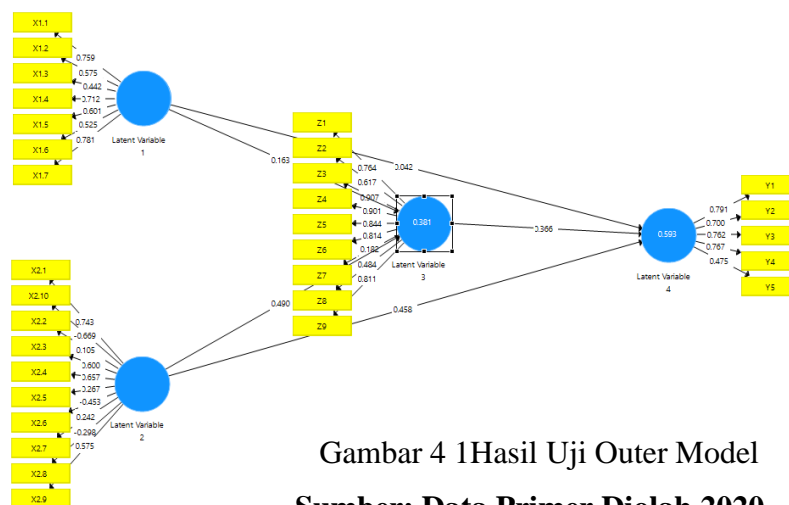 X1.1
X1.2
X1.3
X1.4
X1.5
X1.6
X1.7
0.759
0.575
0.442
0.712
0.601
0.525
0.781
Latent Variable
1
Z1
Z2
Z3
Z4
Z5
Z6
Z7
Z8
Z9
0.764
0.617
0.907
0.901
0.844
0.814
0.182
0.484
0.811
0.381
Latent Variable
3
0.163
0.042
0.366
0.490
0.458
0.593
Latent Variable
4
0.791
0.700
0.762
0.767
0.475
Y1
Y2
Y3
Y4
Y5
X2.1
X2.10
X2.2
X2.3
X2.4
X2.5
X2.6
X2.7
X2.8
X2.9
0.743
-0.669
0.105
0.600
0.657
0.267
-0.453
0.242
-0.298
0.575
Latent Variable
2
Gambar 4 1Hasil Uji Outer Model
Sumber: Data Primer Diolah 2020